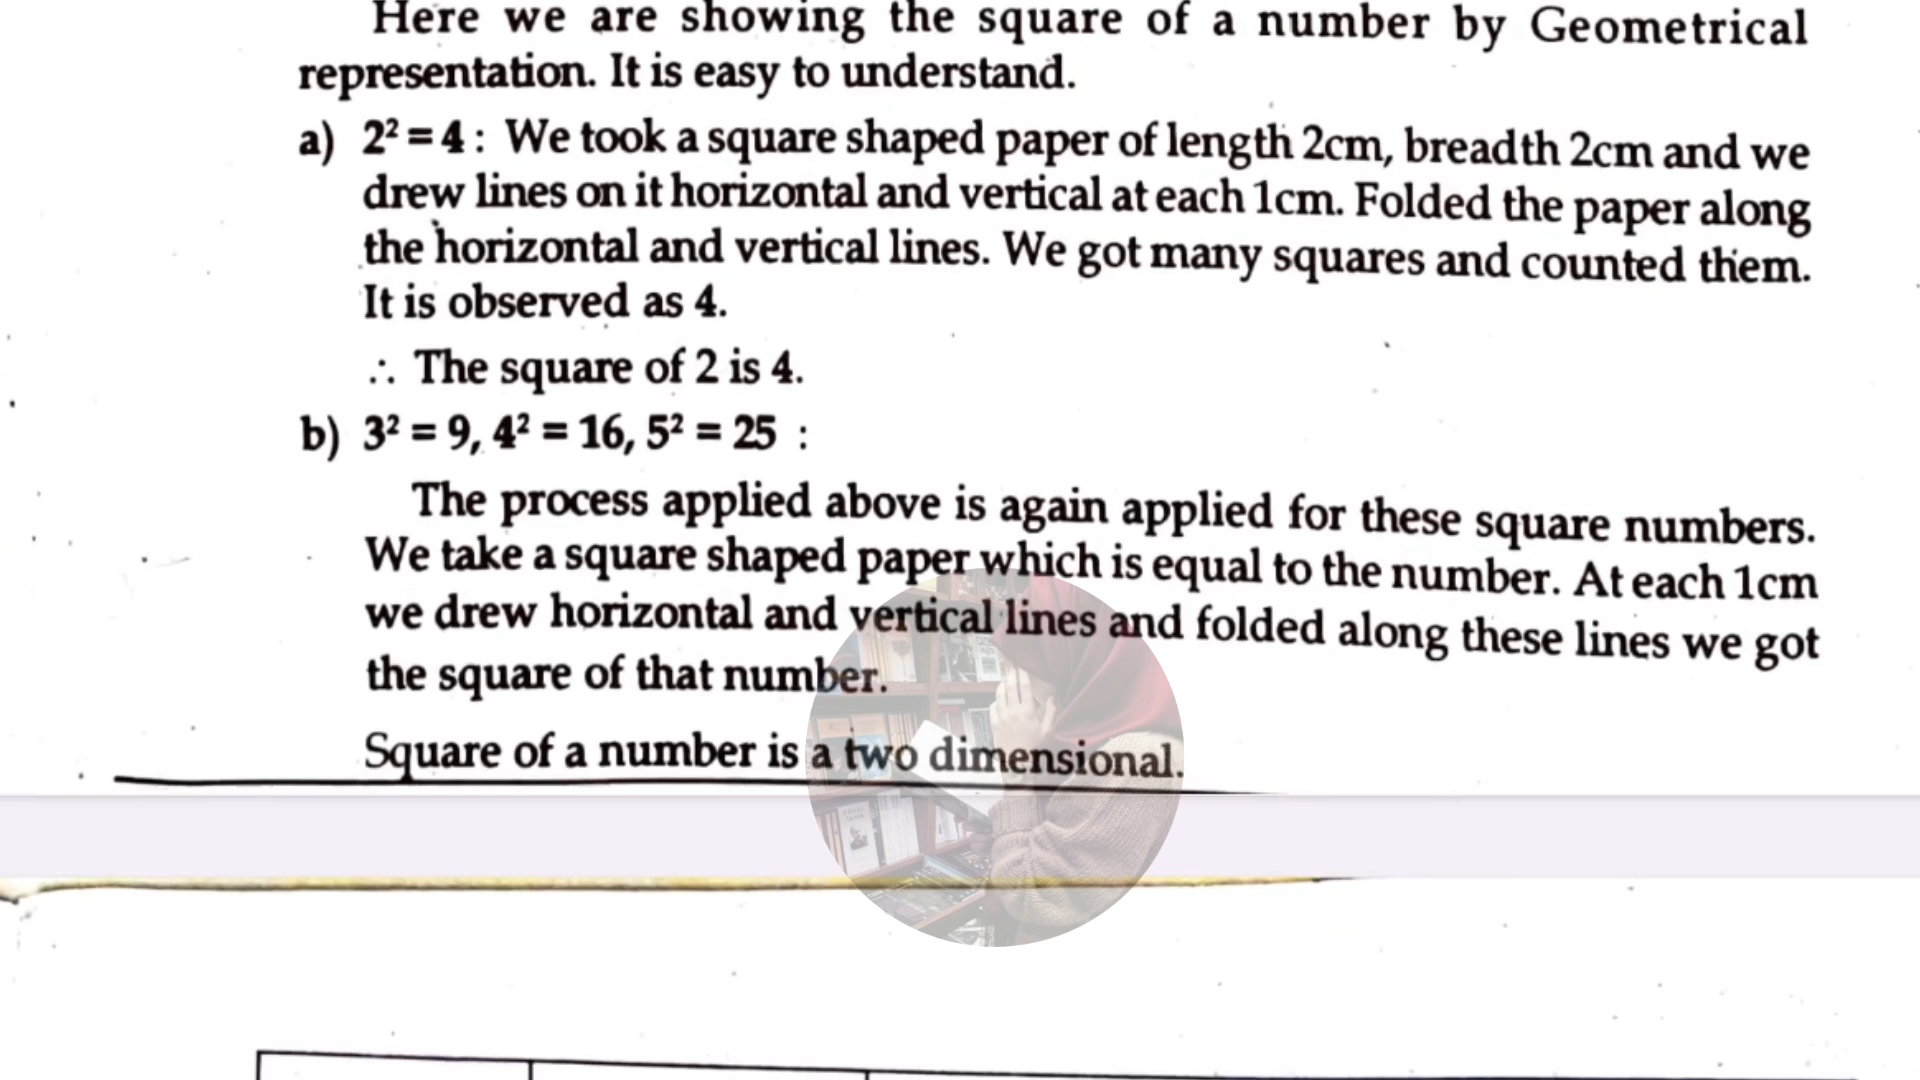 Here we are showing the square of a number by Geometrical
representation. It is easy to understand.
a) 2² = 4 : We took a square shaped paper of length 2cm, breadth 2cm and we
drew lines on it horizontal and vertical at each 1cm. Folded the paper along
the horizontal and vertical lines. We got many squares and counted them.
It is observed as 4.
∴ The square of 2 is 4.
b) 3² = 9, 4² = 16, 5² = 25 :
The process applied above is again applied for these square numbers.
We take a square shaped paper which is equal to the number. At each 1cm
we drew horizontal and vertical lines and folded along these lines we got
the square of that number.
Square of a number is a two dimensional.